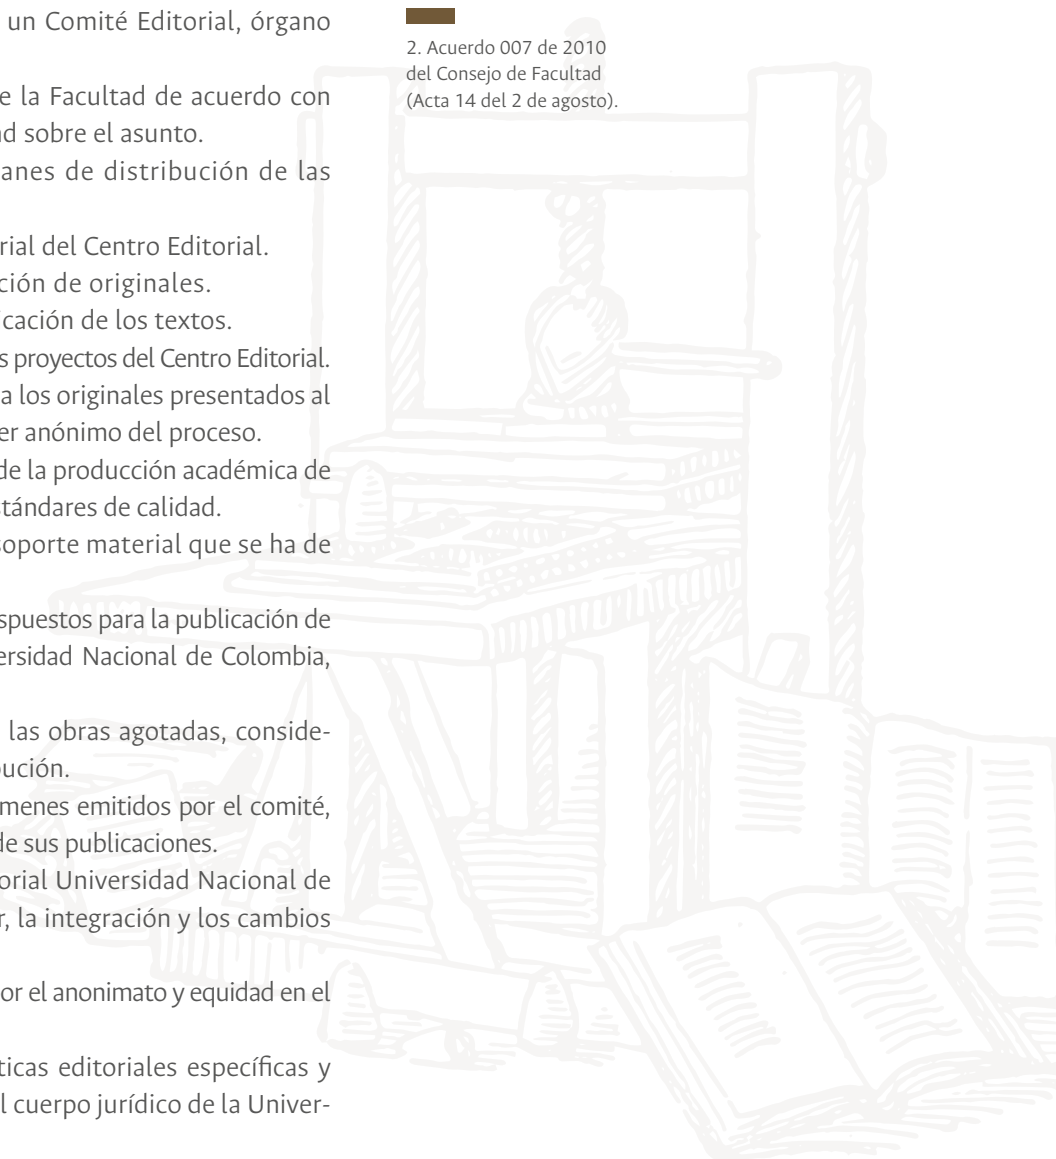 un Comité Editorial, órgano
e la Facultad de acuerdo con
d sobre el asunto.
anes de distribución de las
rial del Centro Editorial.
ción de originales.
icación de los textos.
s proyectos del Centro Editorial.
a los originales presentados al
er anónimo del proceso.
de la producción académica de
stándares de calidad.
soporte material que se ha de
spuestos para la publicación de
ersidad Nacional de Colombia,
las obras agotadas, conside-
bución.
menes emitidos por el comité,
de sus publicaciones.
orial Universidad Nacional de
r, la integración y los cambios
or el anonimato y equidad en el
ticas editoriales específicas y
l cuerpo jurídico de la Univer-
2. Acuerdo 007 de 2010
del Consejo de Facultad
(Acta 14 del 2 de agosto).